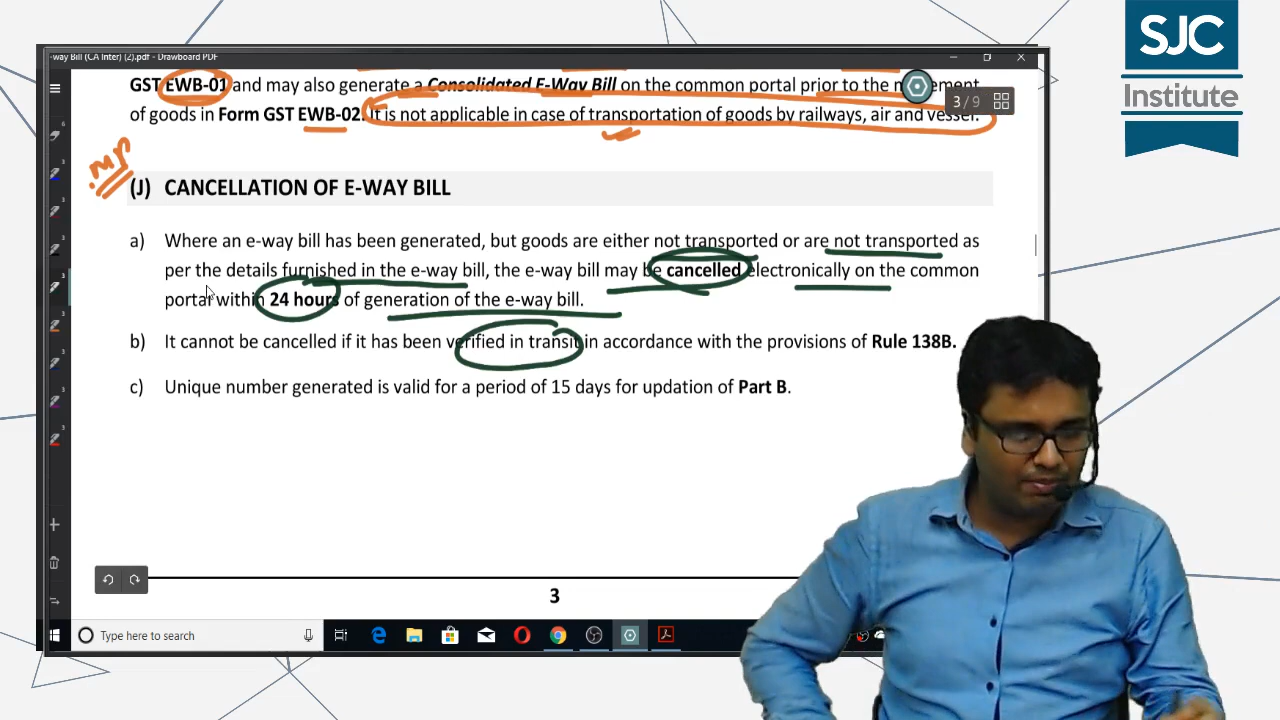 SJC
Institute
-way Bill (CA Inter) (2).pdf - Drawboard PDF
GST EWB-01 and may also generate a Consolidated E-Way Bill on the common portal prior to the movement
of goods in Form GST EWB-02. It is not applicable in case of transportation of goods by railways, air and vessel.
3/9
(J) CANCELLATION OF E-WAY BILL
a) Where an e-way bill has been generated, but goods are either not transported or are not transported as
per the details furnished in the e-way bill, the e-way bill may be cancelled electronically on the common
portal within 24 hours of generation of the e-way bill.
b) It cannot be cancelled if it has been verified in transit in accordance with the provisions of Rule 138B.
c) Unique number generated is valid for a period of 15 days for updation of Part B.
3
Type here to search